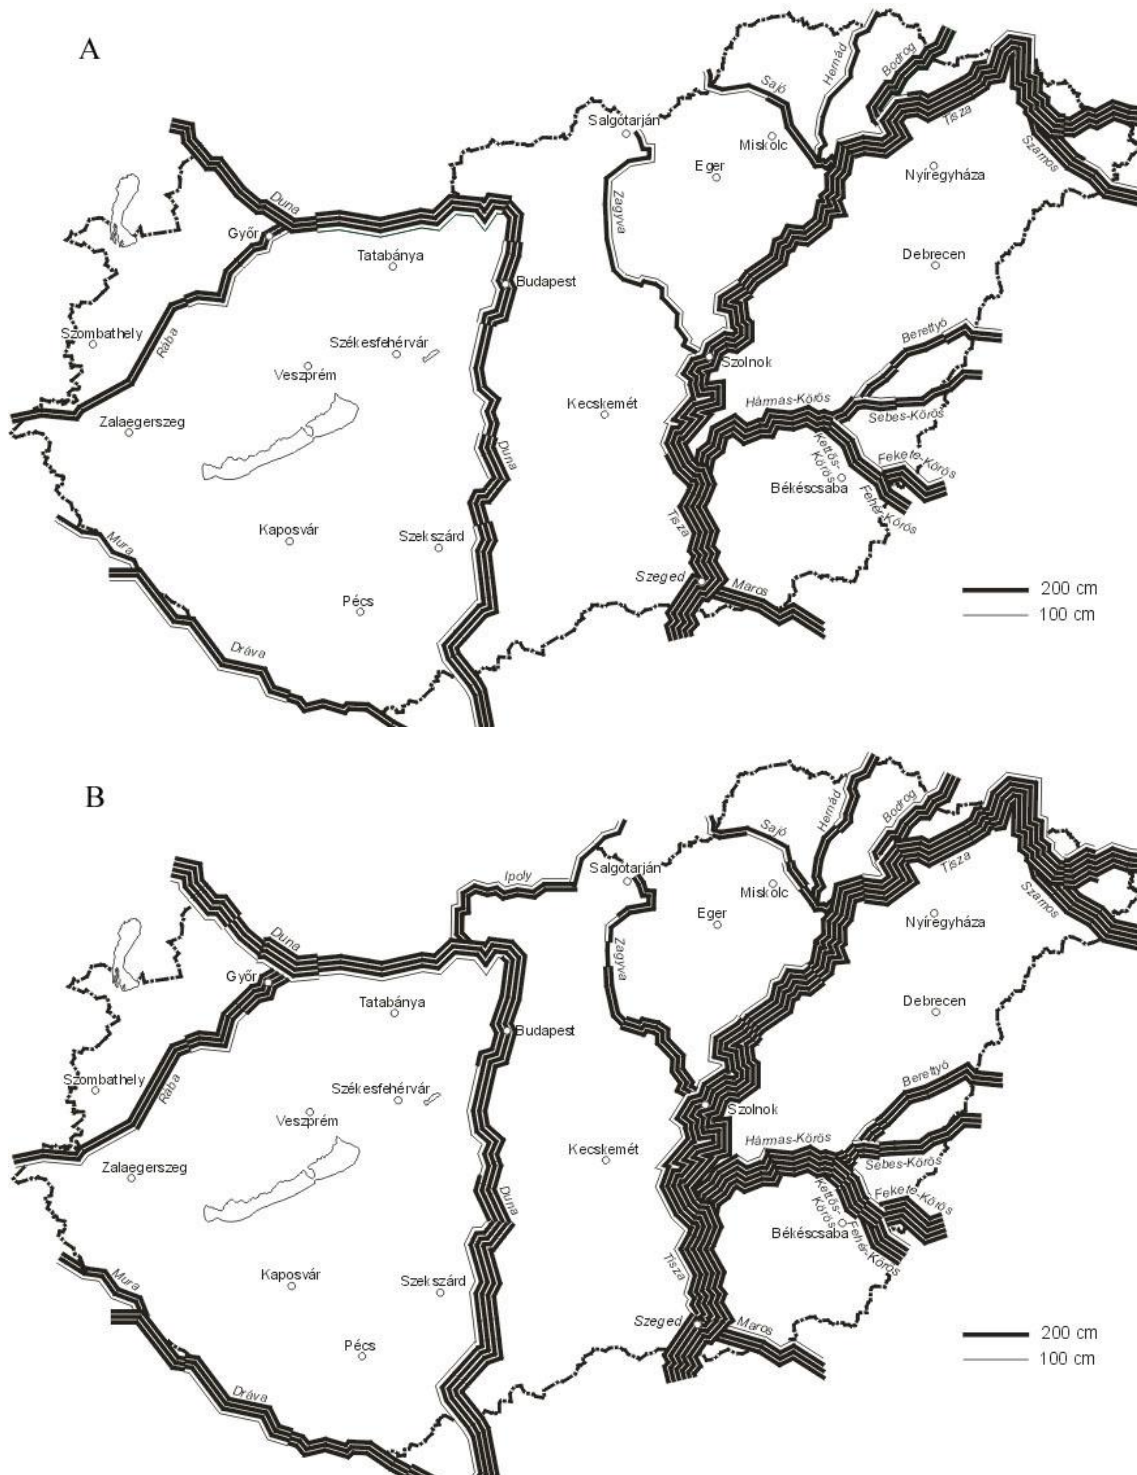 A
Hernád
Bodrog
Sajó
Tisza
Salgótarján
Miskolc
Eger
Szamos
Nyíregyháza
Duna
Zagyva
Győr
Tatabánya
Debrecen
Budapest
Szombathely
Rába
Székesfehérvár
Berettyó
Szolnok
Veszprém
Kecskemét
Hármas-Körös
Sebes-Körös
Zalaegerszeg
Duna
Kettős-
Körös
Fekete-Körös
Békéscsaba
Fehér-Körös
Kaposvár
Szekszárd
Tisza
Mura
Szeged
Maros
200 cm
Pécs
100 cm
Dráva
B
Hernád
Bodrog
Sajó
Tisza
Ipoly
Salgótarján
Miskolc
Szamos
Eger
Nyíregyháza
Duna
Zagyva
Győr
Tatabánya
Debrecen
Budapest
Szombathely
Rába
Székesfehérvár
Berettyó
Veszprém
Szolnok
Kecskemét
Hármas-Körös
Sebes-Körös
Zalaegerszeg
Duna
Kettős-
Körös
Fekete-Körös
Békéscsaba
Fehér-Körös
Mura
Kaposvár
Szekszárd
Tisza
Szeged
Maros
200 cm
Pécs
100 cm
Dráva